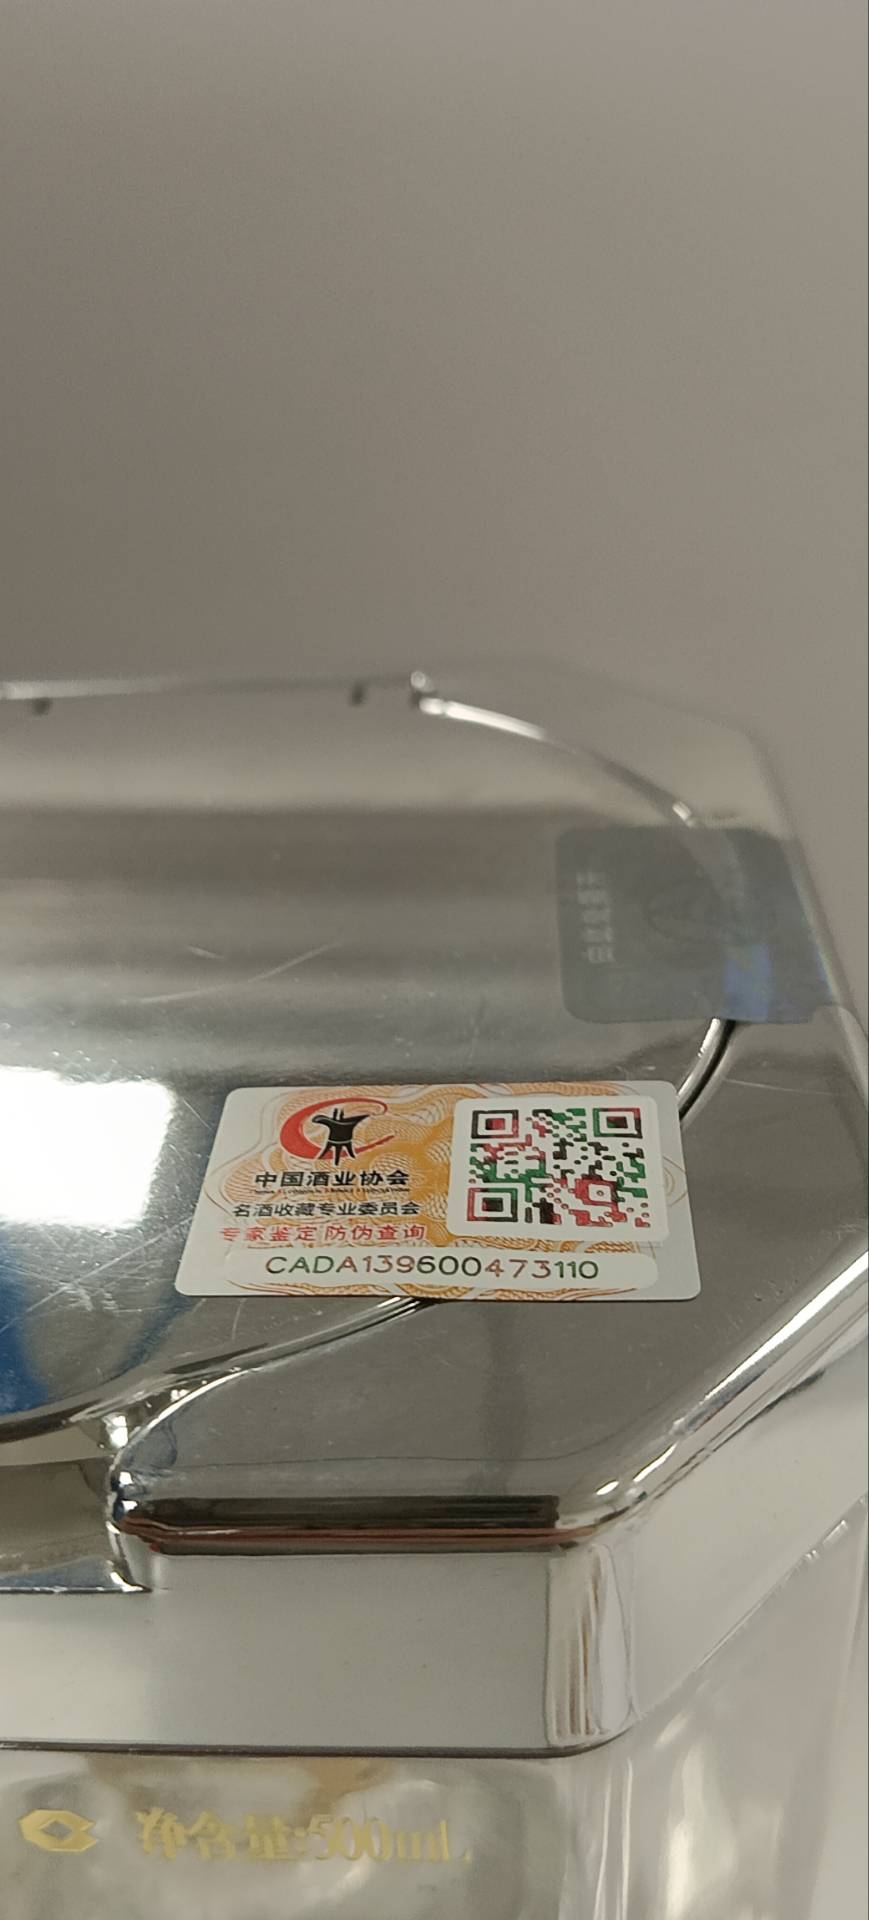 中国酒业协会
名酒收藏专业委员会
专家鉴定防伪查询
CADA139600473110
净含量:500mL